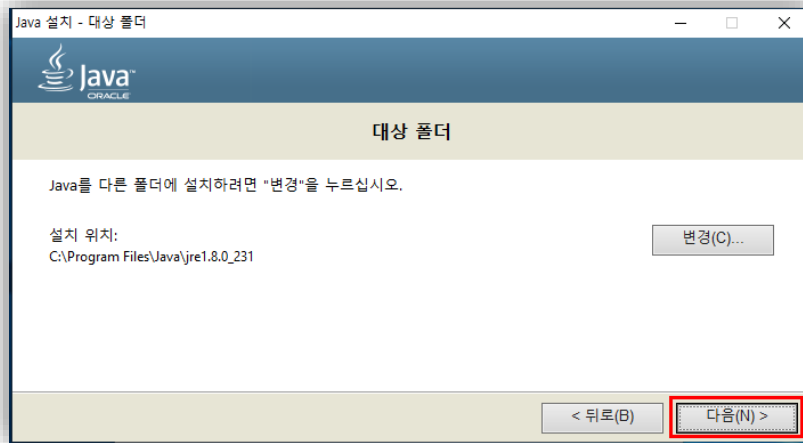 Java 설치 - 대상 폴더
Java™
ORACLE
대상 폴더
Java를 다른 폴더에 설치하려면 "변경"을 누르십시오.
설치 위치:
변경(C)...
C:\Program Files\Java\jre1.8.0_231
< 뒤로(B)
다음(N) >